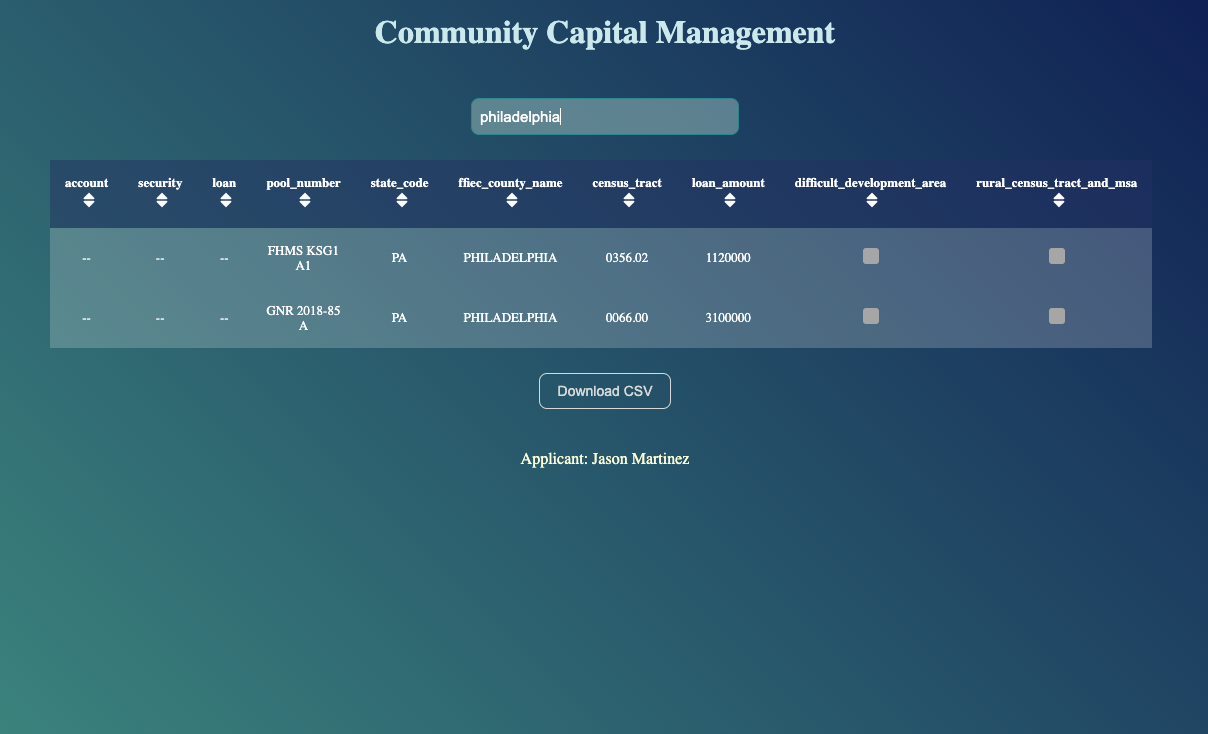 Community Capital Management
philadelphia
account security loan pool_number state_code ffiec_county_name census_tract loan_amount difficult_development_area rural_census_tract_and_msa
-- -- -- FHMS KSG1 A1 PA PHILADELPHIA 0356.02 1120000
-- -- -- GNR 2018-85 A PA PHILADELPHIA 0066.00 3100000
Download CSV
Applicant: Jason Martinez